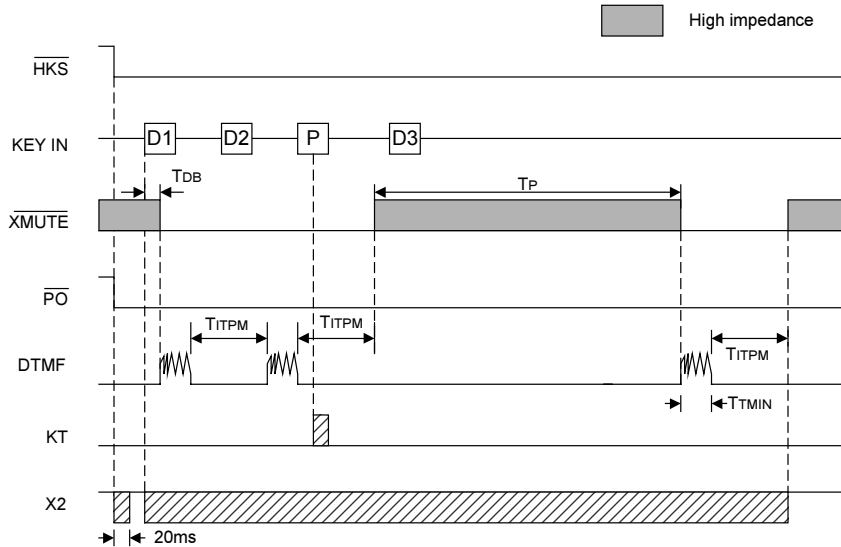 High impedance
HKS
KEY IN D1 D2 P D3
TDB TP
XMUTE
PO
TITPM TITPM TITPM
DTMF
TTMIN
KT
X2
20ms